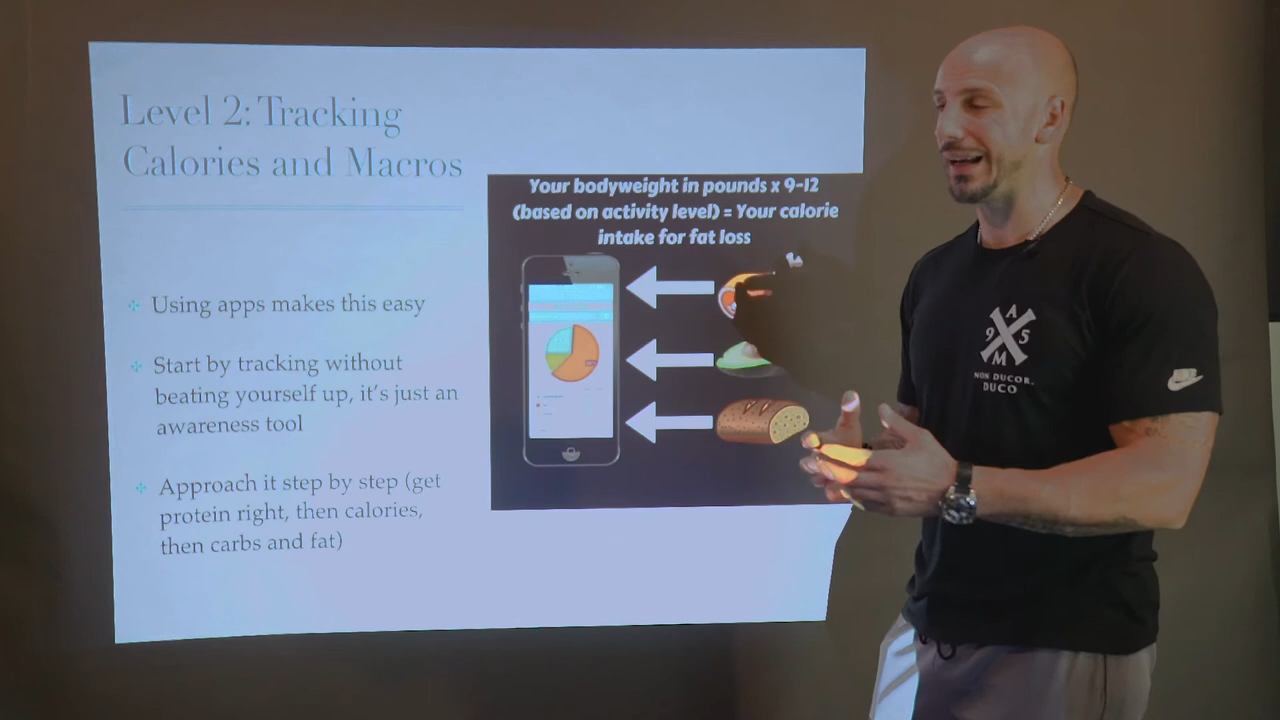 Level 2: Tracking
Calories and Macros
Using apps makes this easy
Start by tracking without
beating yourself up, it's just an
awareness tool
Approach it step by step (get
protein right, then calories,
then carbs and fat)
Your bodyweight in pounds x 9-12
(based on activity level) = Your calorie
intake for fat loss
A
9 5
M
NON DUCOR,
DUCO
NIKE